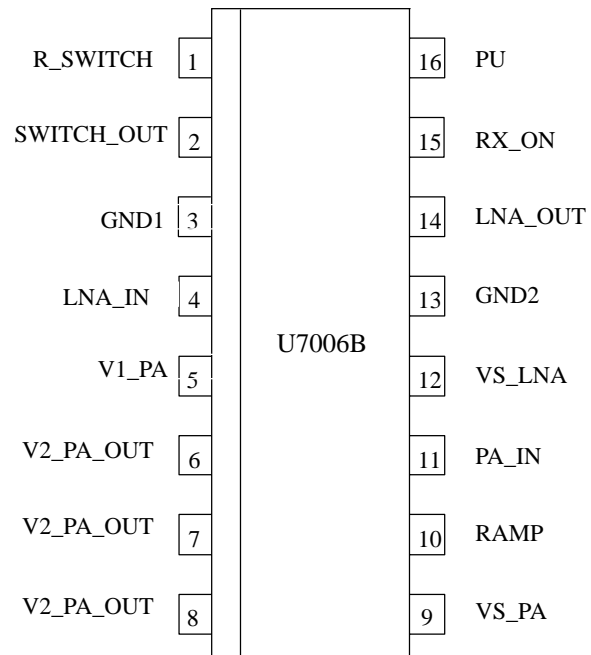 R_SWITCH 1 16 PU
SWITCH_OUT 2 15 RX_ON
GND1 3 14 LNA_OUT
LNA_IN 4 13 GND2
U7006B
V1_PA 5 12 VS_LNA
V2_PA_OUT 6 11 PA_IN
V2_PA_OUT 7 10 RAMP
V2_PA_OUT 8 9 VS_PA